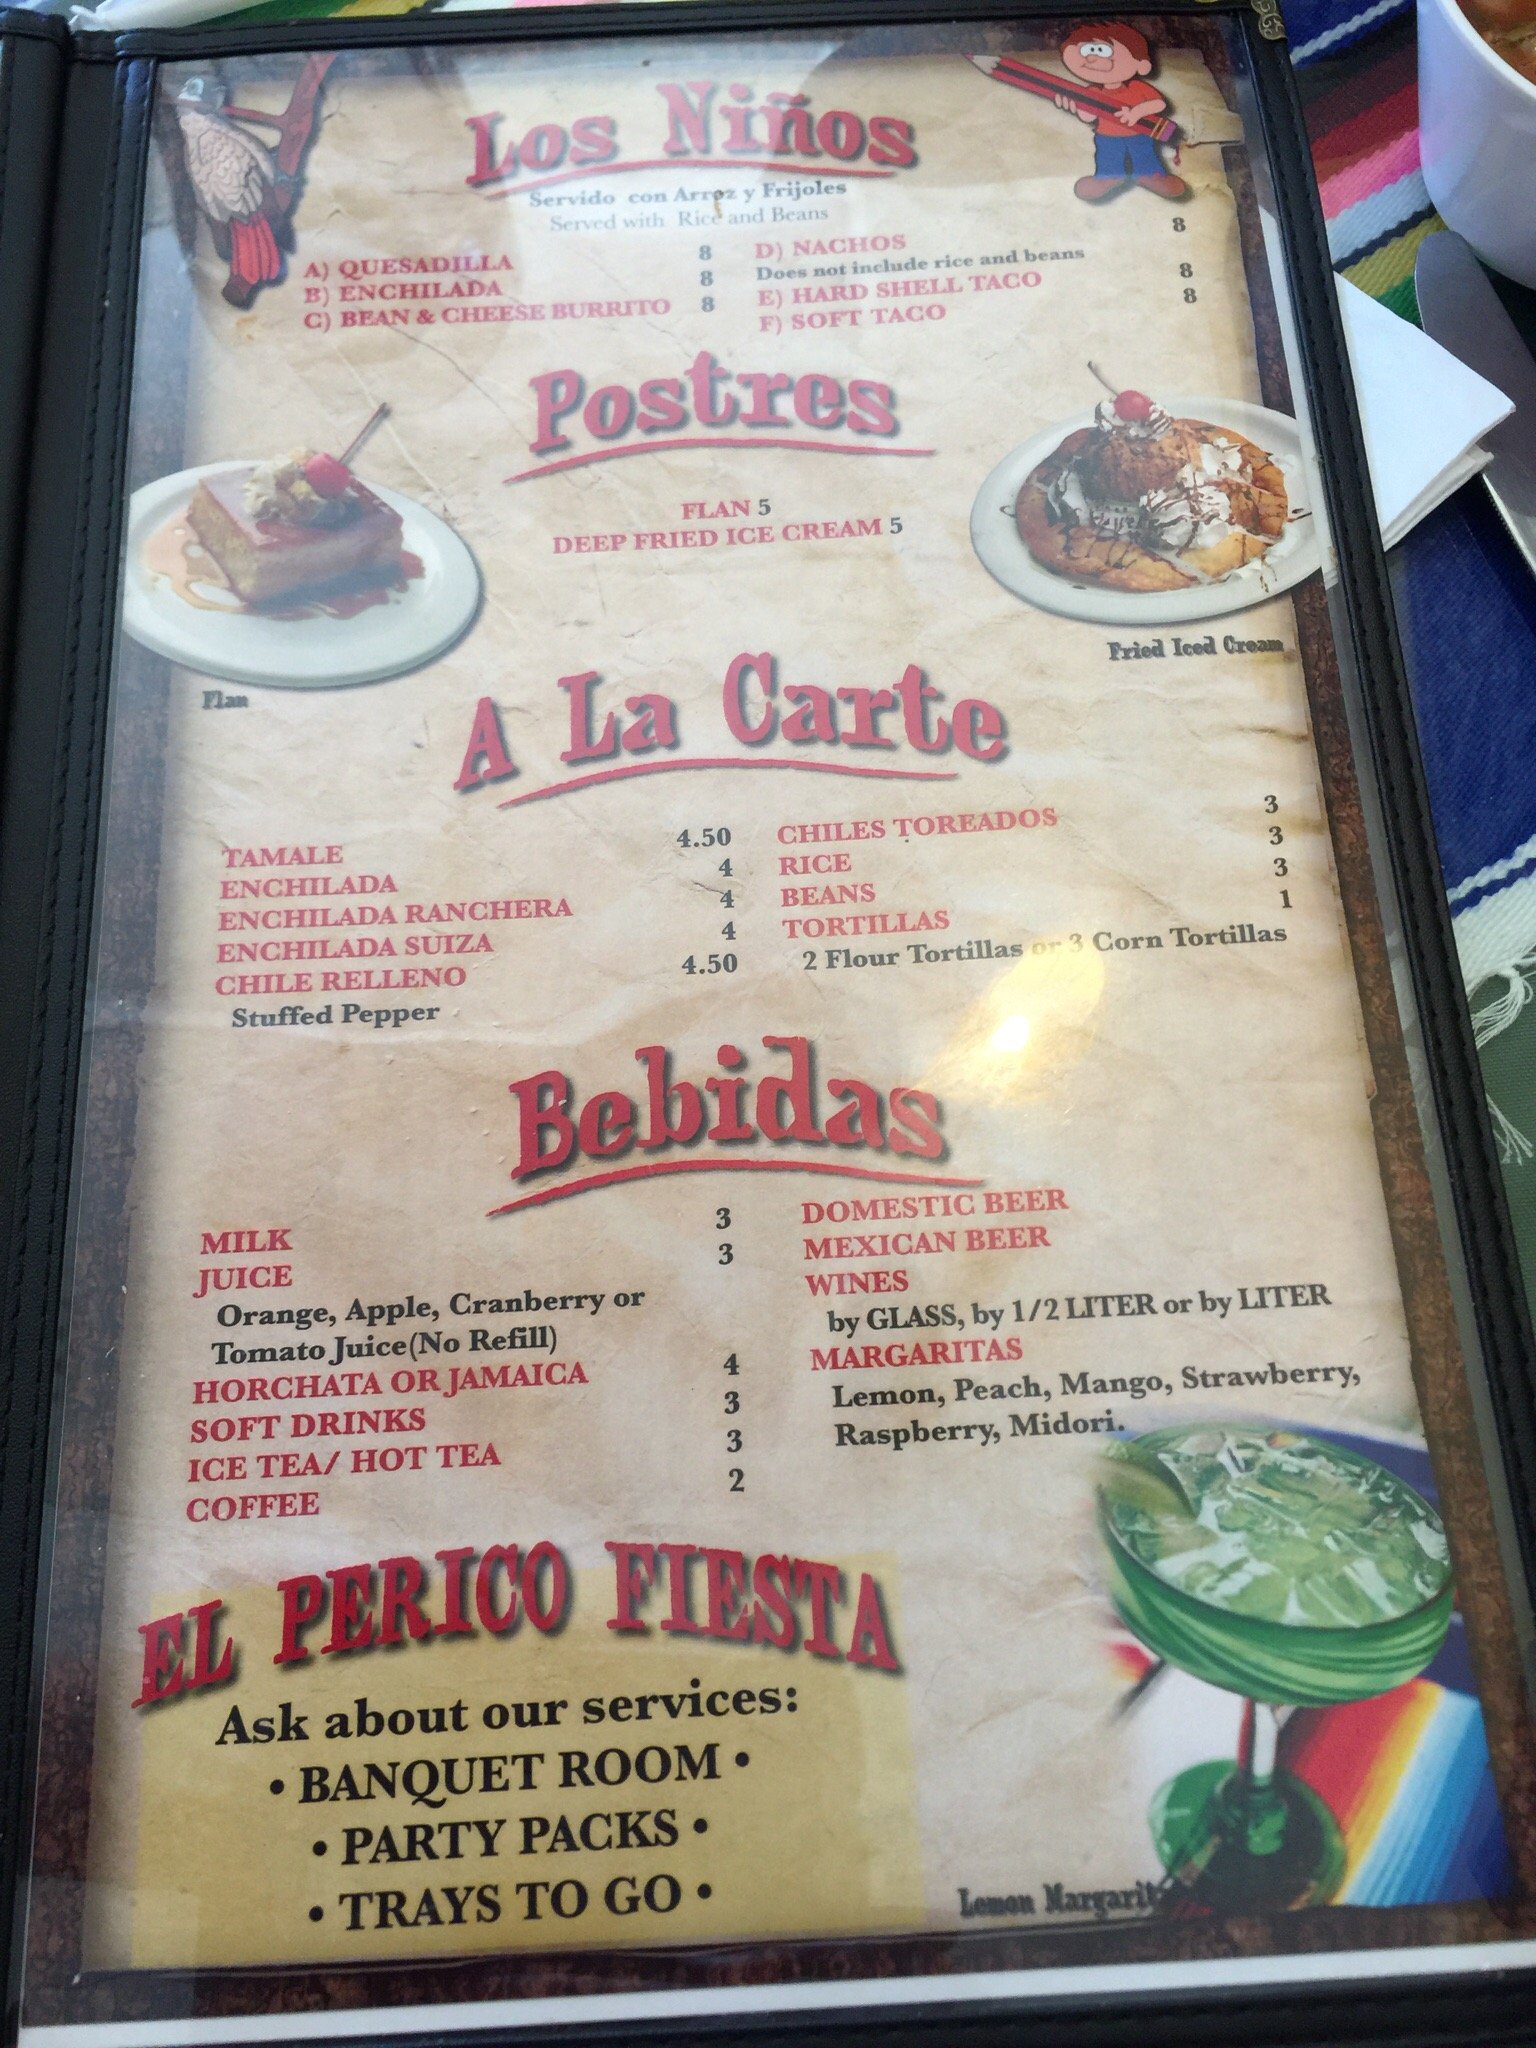 Los Niños
Servido con Arroz y Frijoles
Served with Rice and Beans
A) QUESADILLA 8
B) ENCHILADA 8
C) BEAN & CHEESE BURRITO 8
D) NACHOS 8
Does not include rice and beans
E) HARD SHELL TACO 8
F) SOFT TACO 8
Postres
FLAN 5
DEEP FRIED ICE CREAM 5
Flan
Fried Iced Cream
A La Carte
TAMALE 4.50
ENCHILADA 4
ENCHILADA RANCHERA 4
ENCHILADA SUIZA 4
CHILE RELLENO 4.50
Stuffed Pepper
CHILES TOREADOS 3
RICE 3
BEANS 3
TORTILLAS 1
2 Flour Tortillas or 3 Corn Tortillas
Bebidas
MILK 3
JUICE 3
Orange, Apple, Cranberry or
Tomato Juice(No Refill)
HORCHATA OR JAMAICA 4
SOFT DRINKS 3
ICE TEA/ HOT TEA 3
COFFEE 2
DOMESTIC BEER
MEXICAN BEER
WINES
by GLASS, by 1/2 LITER or by LITER
MARGARITAS
Lemon, Peach, Mango, Strawberry,
Raspberry, Midori.
EL PERICO FIESTA
Ask about our services:
• BANQUET ROOM •
• PARTY PACKS •
• TRAYS TO GO •
Lemon Margarit